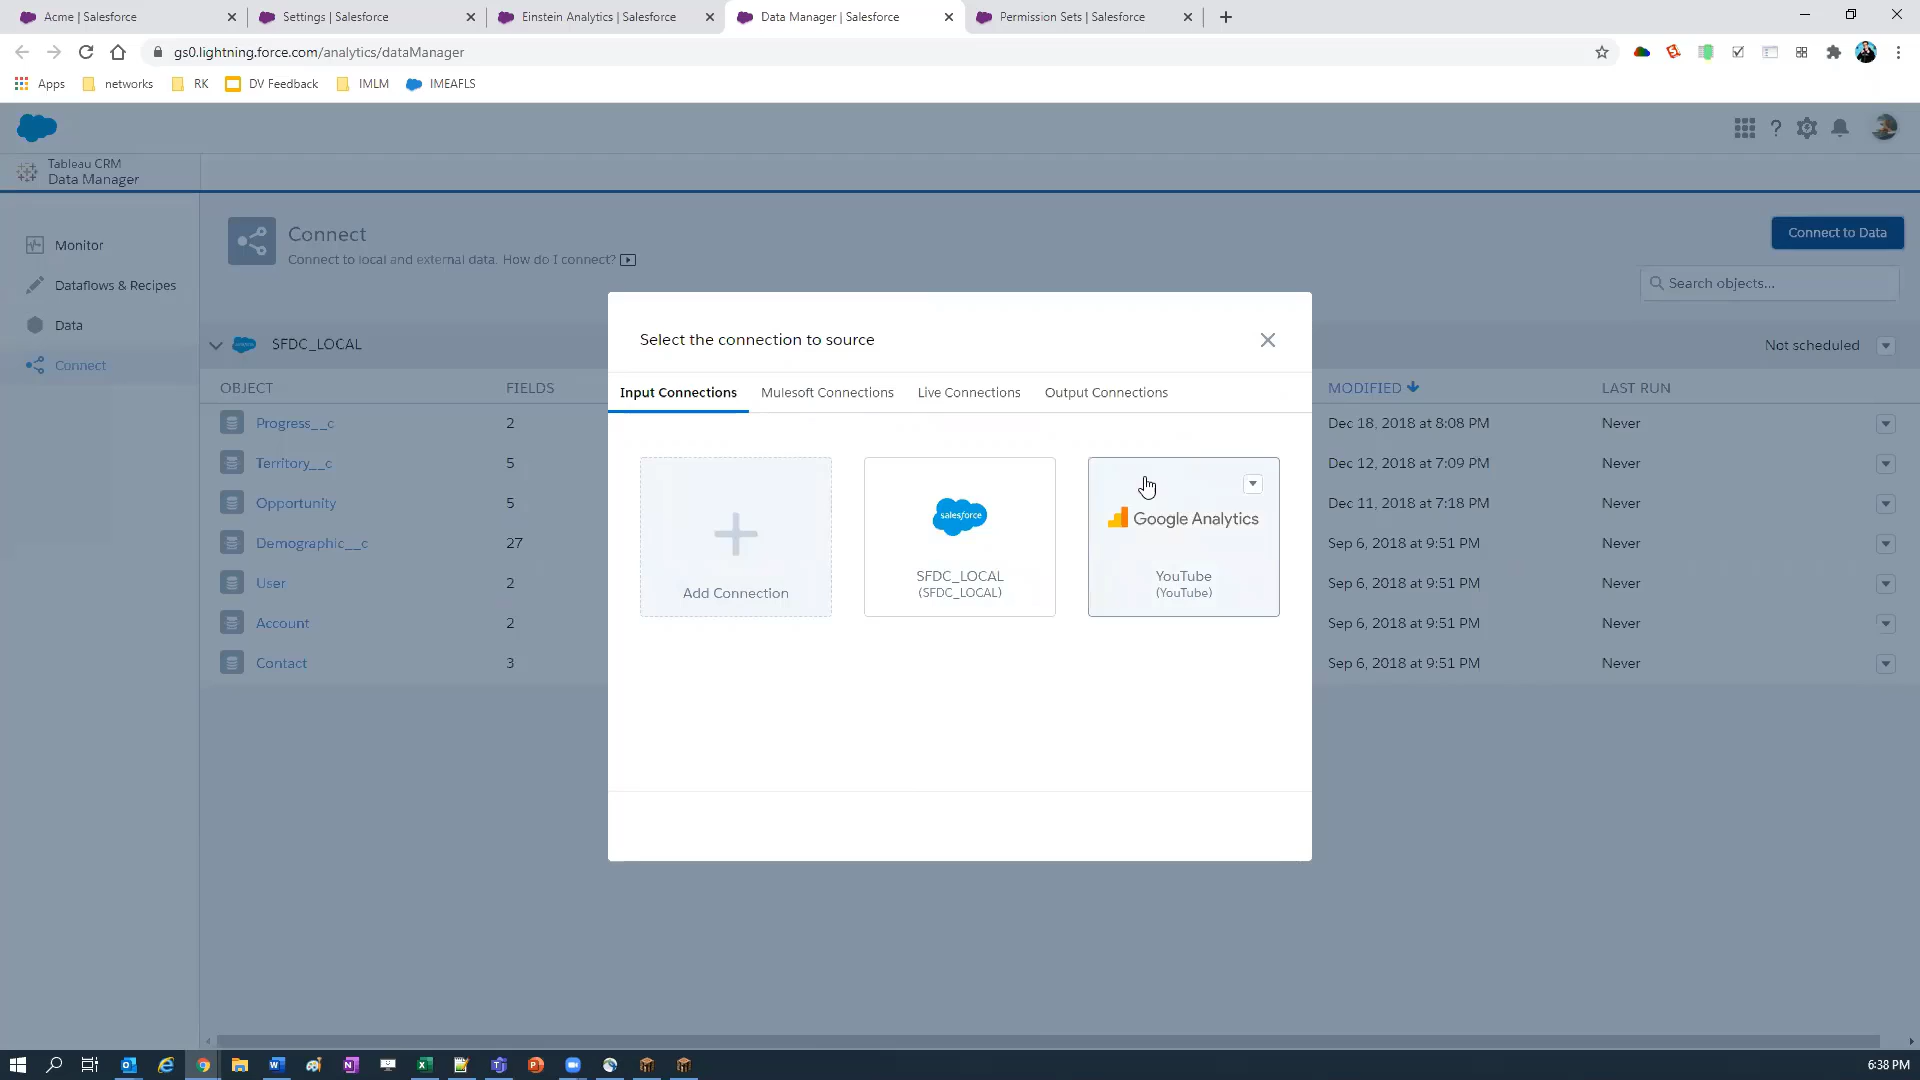 Acme | Salesforce
Settings | Salesforce
Einstein Analytics | Salesforce
Data Manager | Salesforce
Permission Sets | Salesforce
gs0.lightning.force.com/analytics/dataManager
Apps
networks
RK
DV Feedback
IMLM
IMEAFLS
Tableau CRM
Data Manager
Monitor
Dataflows & Recipes
Data
Connect
Connect
Connect to local and external data. How do I connect?
Connect to Data
Search objects...
SFDC_LOCAL
Not scheduled
OBJECT FIELDS MODIFIED LAST RUN
Progress__c 2 Dec 18, 2018 at 8:08 PM Never
Territory__c 5 Dec 12, 2018 at 7:09 PM Never
Opportunity 5 Dec 11, 2018 at 7:18 PM Never
Demographic__c 27 Sep 6, 2018 at 9:51 PM Never
User 2 Sep 6, 2018 at 9:51 PM Never
Account 2 Sep 6, 2018 at 9:51 PM Never
Contact 3 Sep 6, 2018 at 9:51 PM Never
Select the connection to source
Input Connections Mulesoft Connections Live Connections Output Connections
Add Connection
salesforce
SFDC_LOCAL
(SFDC_LOCAL)
Google Analytics
YouTube
(YouTube)
6:38 PM